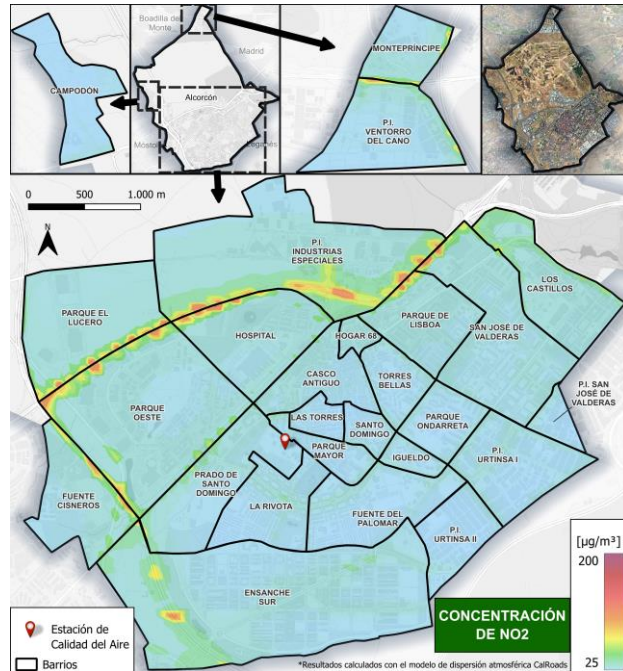 Boadilla del
Monte
Madrid
Alcorcón
Móstoles
Leganés
CAMPODÓN
MONTEPRÍNCIPE
P.I.
VENTORRO
DEL CANO
0 500 1.000 m
N
P.I.
INDUSTRIAS
ESPECIALES
LOS
CASTILLOS
PARQUE EL
LUCERO
PARQUE DE
LISBOA
SAN JOSÉ DE
VALDERAS
HOSPITAL
HOGAR 68
CASCO
ANTIGUO
TORRES
BELLAS
P.I. SAN
JOSÉ DE
VALDERAS
PARQUE
OESTE
LAS TORRES
SANTO
DOMINGO
PARQUE
ONDARRETA
PARQUE
MAYOR
IGUELDO
P.I.
URTINSA I
PRADO DE
SANTO
DOMINGO
FUENTE
CISNEROS
LA RIVOTA
FUENTE DEL
PALOMAR
P.I.
URTINSA II
ENSANCHE
SUR
[µg/m³]
200
25
CONCENTRACIÓN
DE NO2
Estación de
Calidad del Aire
Barrios
*Resultados calculados con el modelo de dispersión atmosférica CalRoads